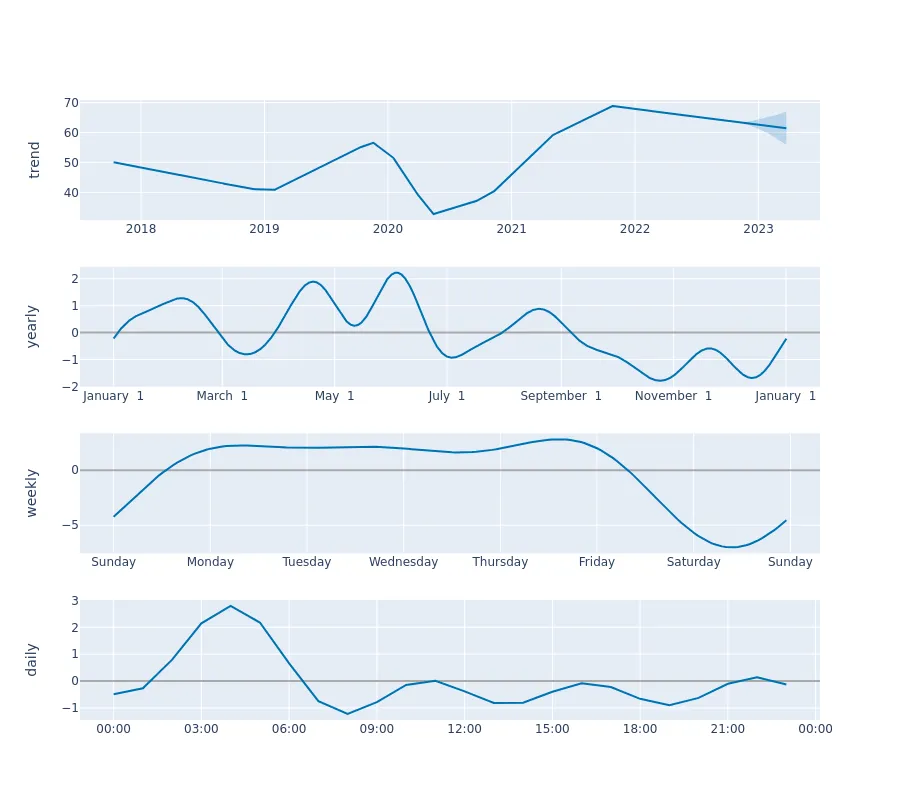 trend
70
60
50
40
2018 2019 2020 2021 2022 2023
yearly
2
1
0
−1
−2
January 1 March 1 May 1 July 1 September 1 November 1 January 1
weekly
0
−5
Sunday Monday Tuesday Wednesday Thursday Friday Saturday Sunday
daily
3
2
1
0
−1
00:00 03:00 06:00 09:00 12:00 15:00 18:00 21:00 00:00